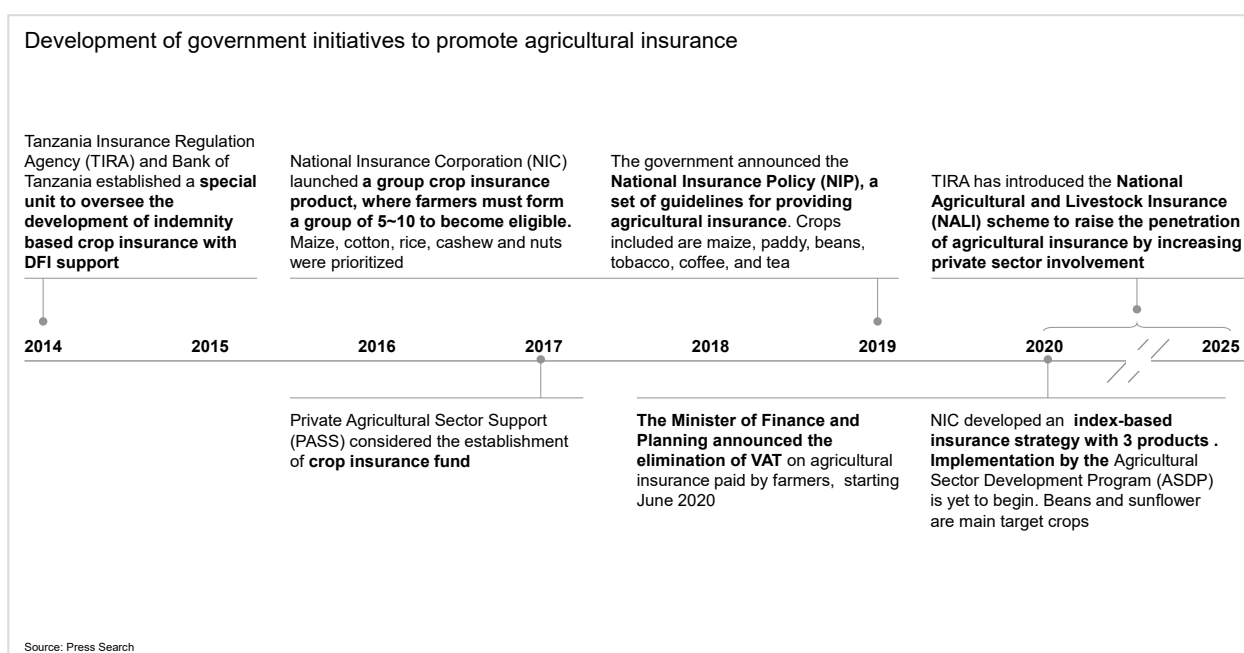 Development of government initiatives to promote agricultural insurance
Tanzania Insurance Regulation
Agency (TIRA) and Bank of
Tanzania established a special
unit to oversee the
development of indemnity
based crop insurance with
DFI support
National Insurance Corporation (NIC)
launched a group crop insurance
product, where farmers must form
a group of 5~10 to become eligible.
Maize, cotton, rice, cashew and nuts
were prioritized
The government announced the
National Insurance Policy (NIP), a
set of guidelines for providing
agricultural insurance. Crops
included are maize, paddy, beans,
tobacco, coffee, and tea
TIRA has introduced the National
Agricultural and Livestock Insurance
(NALI) scheme to raise the penetration
of agricultural insurance by increasing
private sector involvement
2014 2015 2016 2017 2018 2019 2020 2025
Private Agricultural Sector Support
(PASS) considered the establishment
of crop insurance fund
The Minister of Finance and
Planning announced the
elimination of VAT on agricultural
insurance paid by farmers, starting
June 2020
NIC developed an index-based
insurance strategy with 3 products .
Implementation by the Agricultural
Sector Development Program (ASDP)
is yet to begin. Beans and sunflower
are main target crops
Source: Press Search